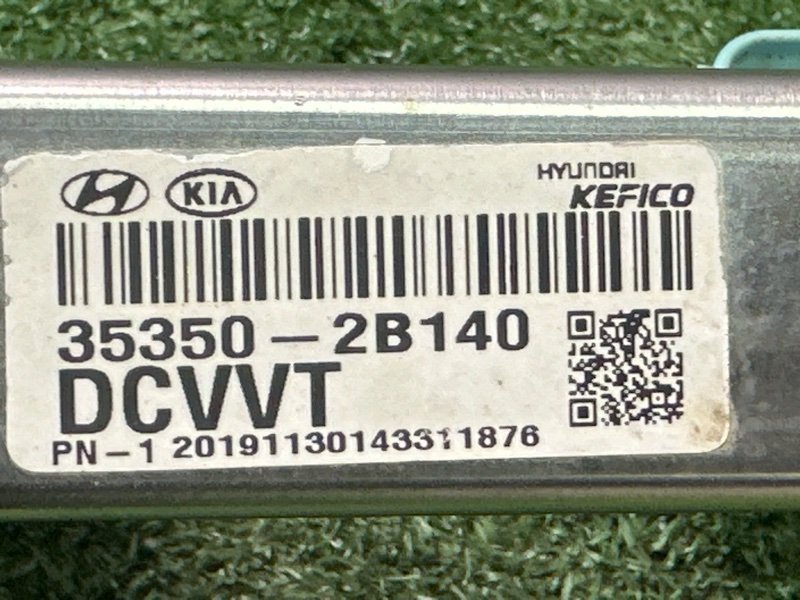 KIA
HYUNDAI
KEFICO
35350-2B140
DCVVT
PN-1 20191130143311876